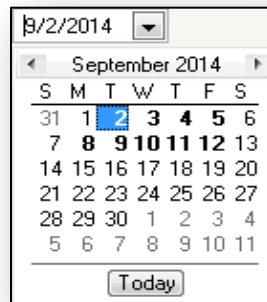 9/2/2014
September 2014
S M T W T F S
31 1 2 3 4 5 6
7 8 9 10 11 12 13
14 15 16 17 18 19 20
21 22 23 24 25 26 27
28 29 30 1 2 3 4
5 6 7 8 9 10 11
Today